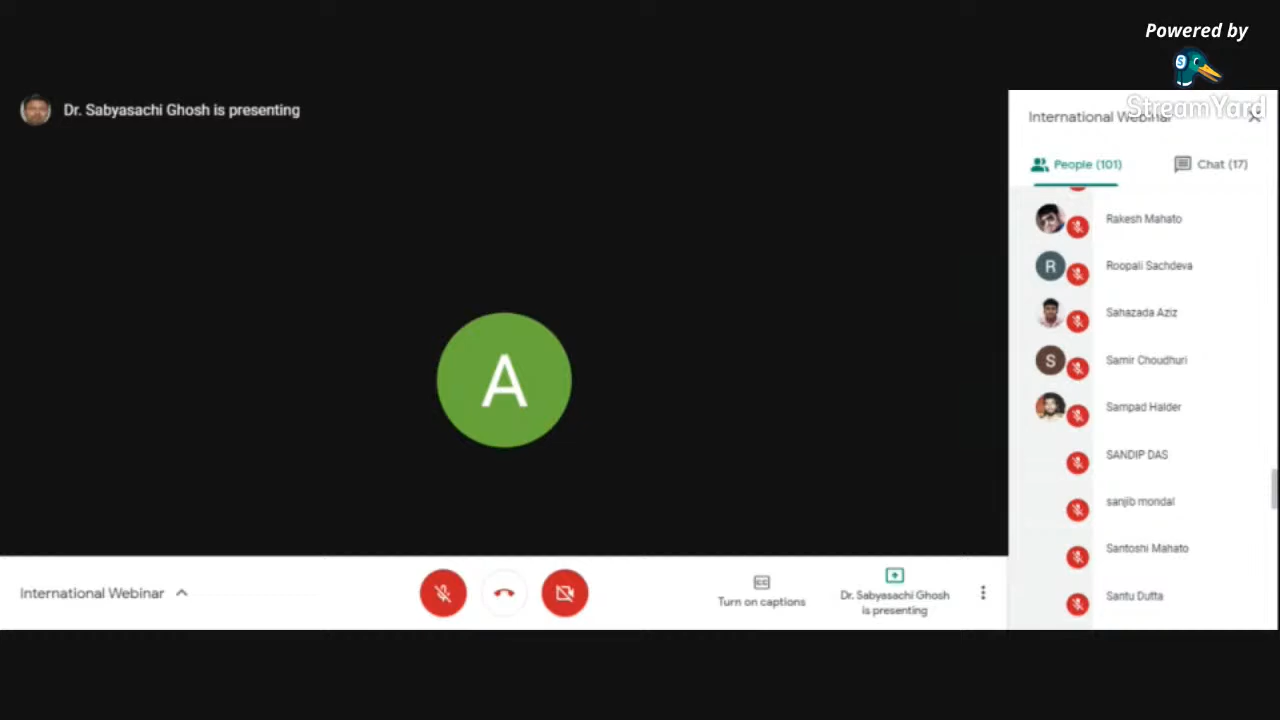 Powered by
StreamYard
Dr. Sabyasachi Ghosh is presenting
International Webinar
People (101)
Chat (17)
Rakesh Mahato
R
Roopali Sachdeva
Sahazada Aziz
S
Samir Choudhuri
Sampad Halder
SANDIP DAS
sanjib mondal
Santoshi Mahato
Santu Dutta
A
International Webinar
Turn on captions
Dr. Sabyasachi Ghosh
is presenting